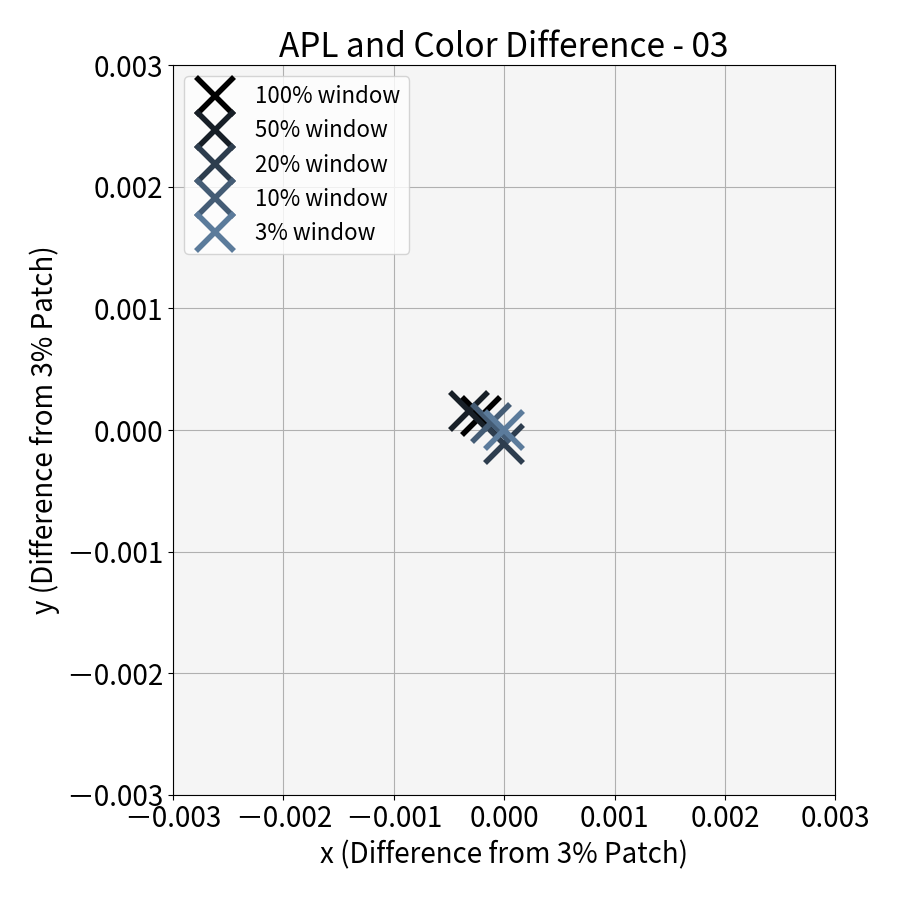 APL and Color Difference - 03
0.003
0.002
0.001
0.000
−0.001
−0.002
−0.003
y (Difference from 3% Patch)
100% window
50% window
20% window
10% window
3% window
−0.003 −0.002 −0.001 0.000 0.001 0.002 0.003
x (Difference from 3% Patch)